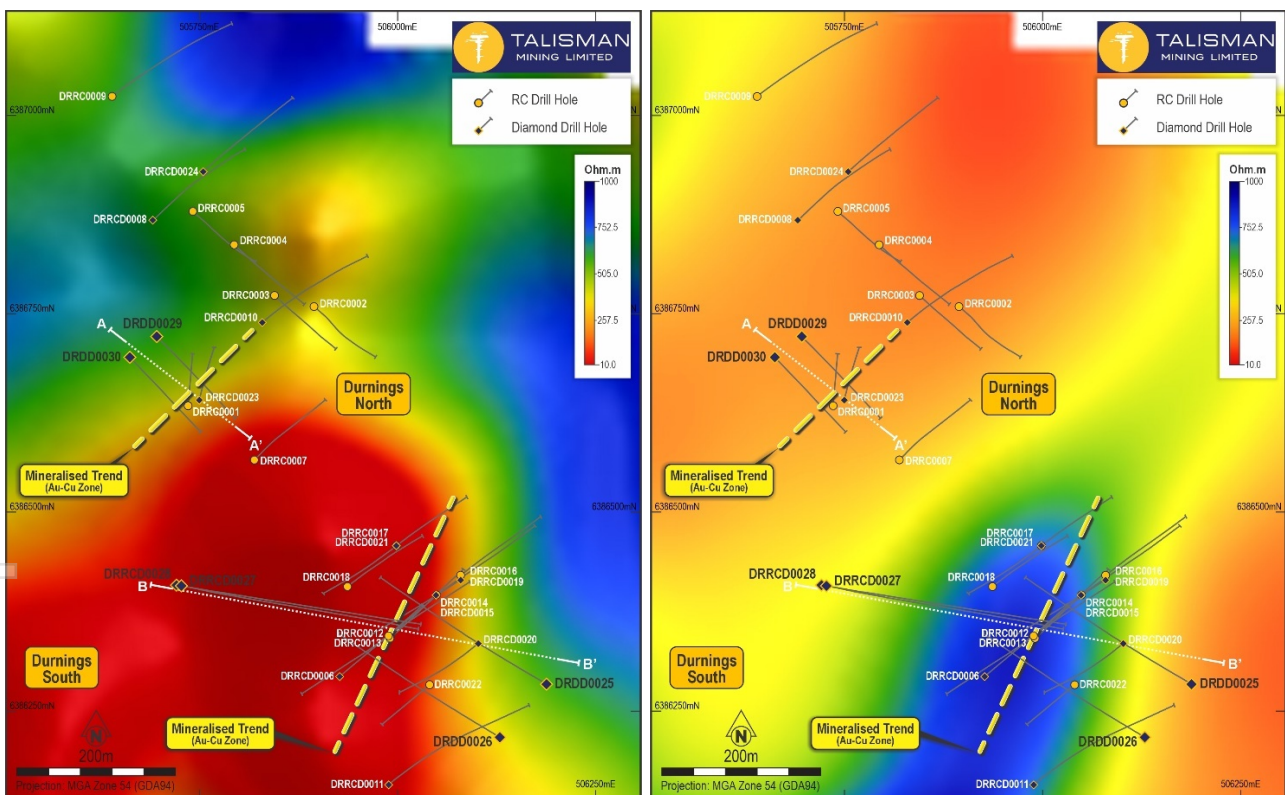 505750mE
506000mE
TALISMAN
MINING LIMITED
RC Drill Hole
Diamond Drill Hole
DRRC0009
6387000mN
Ohm.m
1000
752.5
505.0
257.5
10.0
DRRCD0024
DRRC0005
DRRCD0008
DRRC0004
DRRC0003
DRRC0002
6386750mN
DRRCD0010
A
DRDD0029
DRDD0030
DRRCD0023
DRRC0001
Durnings
North
A'
DRRC0007
Mineralised Trend
(Au-Cu Zone)
6386500mN
DRRC0017
DRRCD0021
DRRC0016
DRRCD0019
DRRC0018
DRRCD0027
B
DRRC0014
DRRCD0015
DRRC0012
DRRC0013
DRRCD0020
B'
Durnings
South
DRRCD0006
DRRC0022
DRDD0025
6386250mN
Mineralised Trend
(Au-Cu Zone)
DRDD0026
N
200m
DRRCD0011
Projection: MGA Zone 54 (GDA94)
506250mE
505750mE
506000mE
TALISMAN
MINING LIMITED
RC Drill Hole
Diamond Drill Hole
DRRC0009
6387000mN
Ohm.m
1000
752.5
505.0
257.5
10.0
DRRCD0024
DRRC0005
DRRCD0008
DRRC0004
DRRC0003
DRRC0002
6386750mN
DRRCD0010
A
DRDD0029
DRDD0030
DRRCD0023
DRRC0001
Durnings
North
A'
DRRC0007
Mineralised Trend
(Au-Cu Zone)
6386500mN
DRRC0017
DRRCD0021
DRRC0016
DRRCD0019
DRRC0018
DRRCD0028
DRRCD0027
B
DRRC0014
DRRCD0015
DRRC0012
DRRC0013
DRRCD0020
B'
Durnings
South
DRRCD0006
DRRC0022
DRDD0025
6386250mN
Mineralised Trend
(Au-Cu Zone)
DRDD0026
N
200m
DRRCD0011
Projection: MGA Zone 54 (GDA94)
506250mE